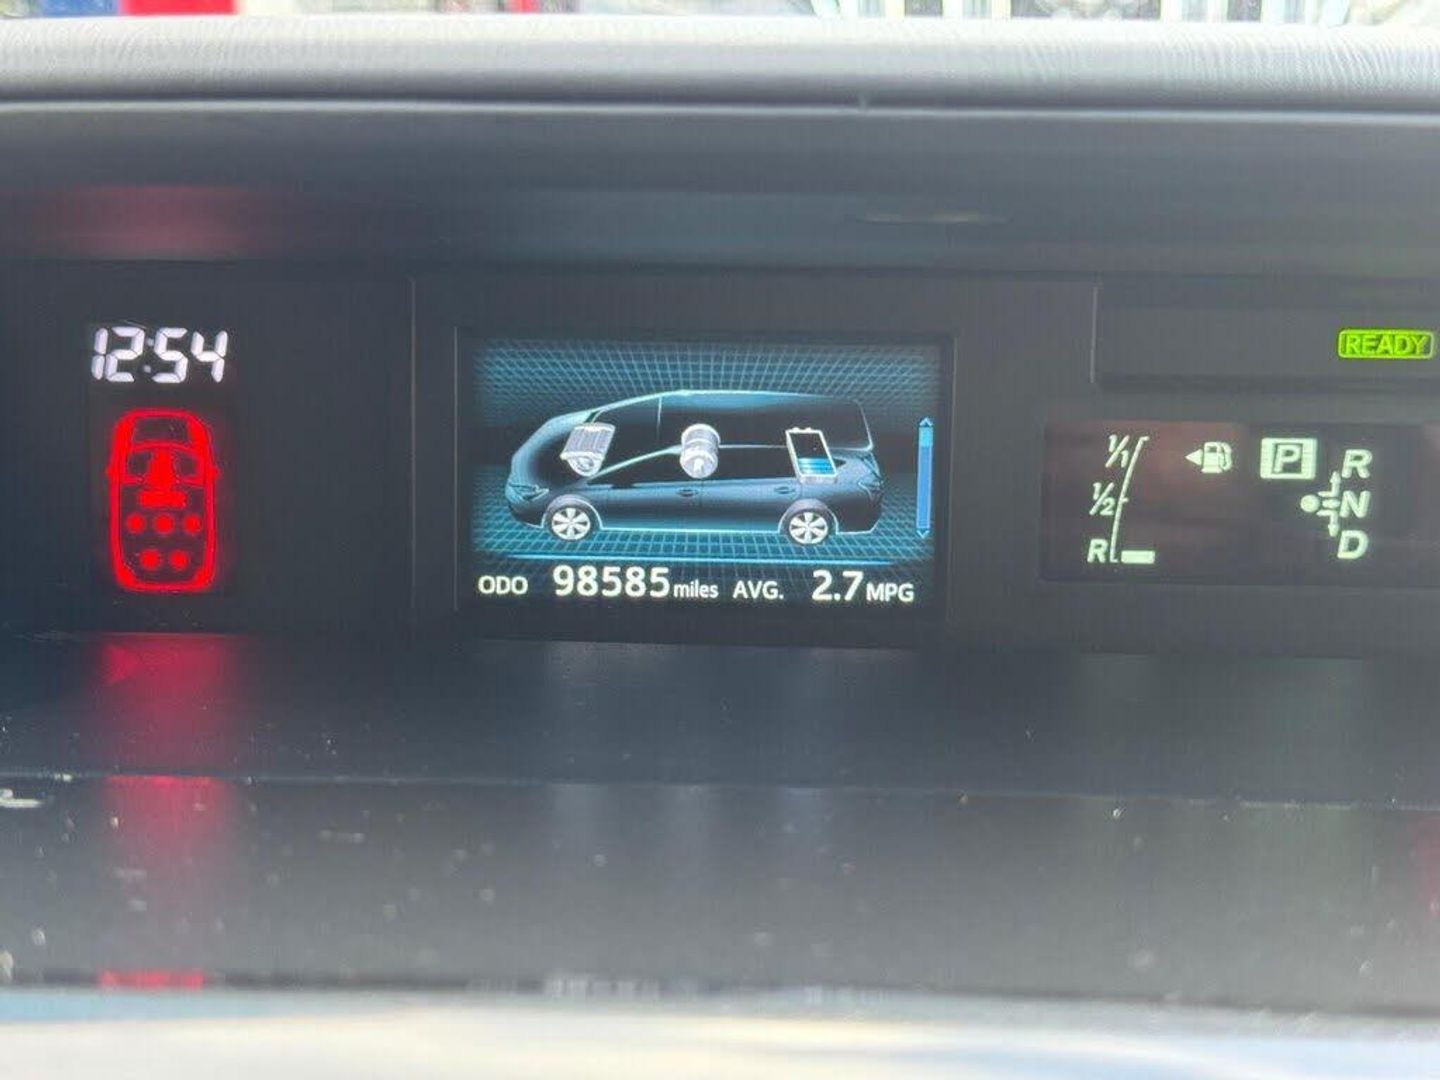 12:54
READY
1/1
P R
1/2
N
R
D
ODO 98585 miles AVG. 2.7 MPG